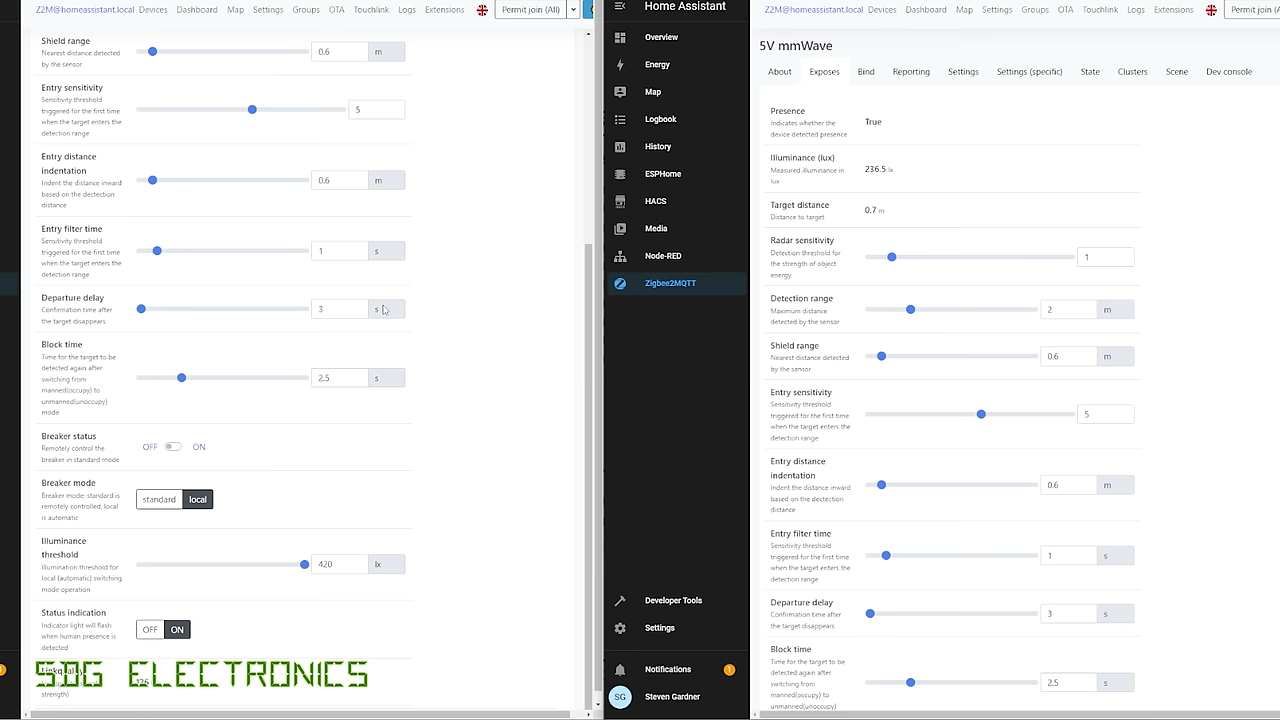 Z2M@homeassistant.local Devices Dashboard Map Settings Groups OTA Touchlink Logs Extensions Permit join (All)
Shield range
Nearest distance detected
by the sensor
0.6 m
Entry sensitivity
Sensitivity threshold
triggered for the first time
when the target enters the
detection range
5
Entry distance
indentation
Indent the distance inward
based on the dectection
distance
0.6 m
Entry filter time
Sensitivity threshold
triggered for the first time
when the target enters the
detection range
1 s
Departure delay
Confirmation time after
the target disappears
3 s
Block time
Time for the target to be
detected again after
switching from
manned(occupy) to
unmanned(unoccupy)
mode
2.5 s
Breaker status
Remotely control the
breaker in standard mode
OFF ON
Breaker mode
Breaker mode: standard is
remotely controlled, local
is automatic
standard local
Illuminance
threshold
Illumination threshold for
local (automatic) switching
mode operation
420 lx
Status indication
Indicator light will flash
when human presence is
detected
OFF ON
strength)
SIG ELECTRONICS
Home Assistant
Overview
Energy
Map
Logbook
History
ESPHome
HACS
Media
Node-RED
Zigbee2MQTT
Developer Tools
Settings
Notifications 1
SG Steven Gardner
Z2M@homeassistant.local Devices Dashboard Map Settings Groups OTA Touchlink Logs Extensions Permit join (
5V mmWave
About Exposes Bind Reporting Settings Settings (specific) State Clusters Scene Dev console
Presence
Indicates whether the
device detected presence
True
Illuminance (lux)
Measured illuminance in
lux
236.5 lx
Target distance
Distance to target
0.7 m
Radar sensitivity
Detection threshold for
the strength of object
energy
1
Detection range
Maximum distance
detected by the sensor
2 m
Shield range
Nearest distance detected
by the sensor
0.6 m
Entry sensitivity
Sensitivity threshold
triggered for the first time
when the target enters the
detection range
5
Entry distance
indentation
Indent the distance inward
based on the dectection
distance
0.6 m
Entry filter time
Sensitivity threshold
triggered for the first time
when the target enters the
detection range
1 s
Departure delay
Confirmation time after
the target disappears
3 s
Block time
Time for the target to be
detected again after
switching from
manned(occupy) to
unmanned(unoccupy)
2.5 s